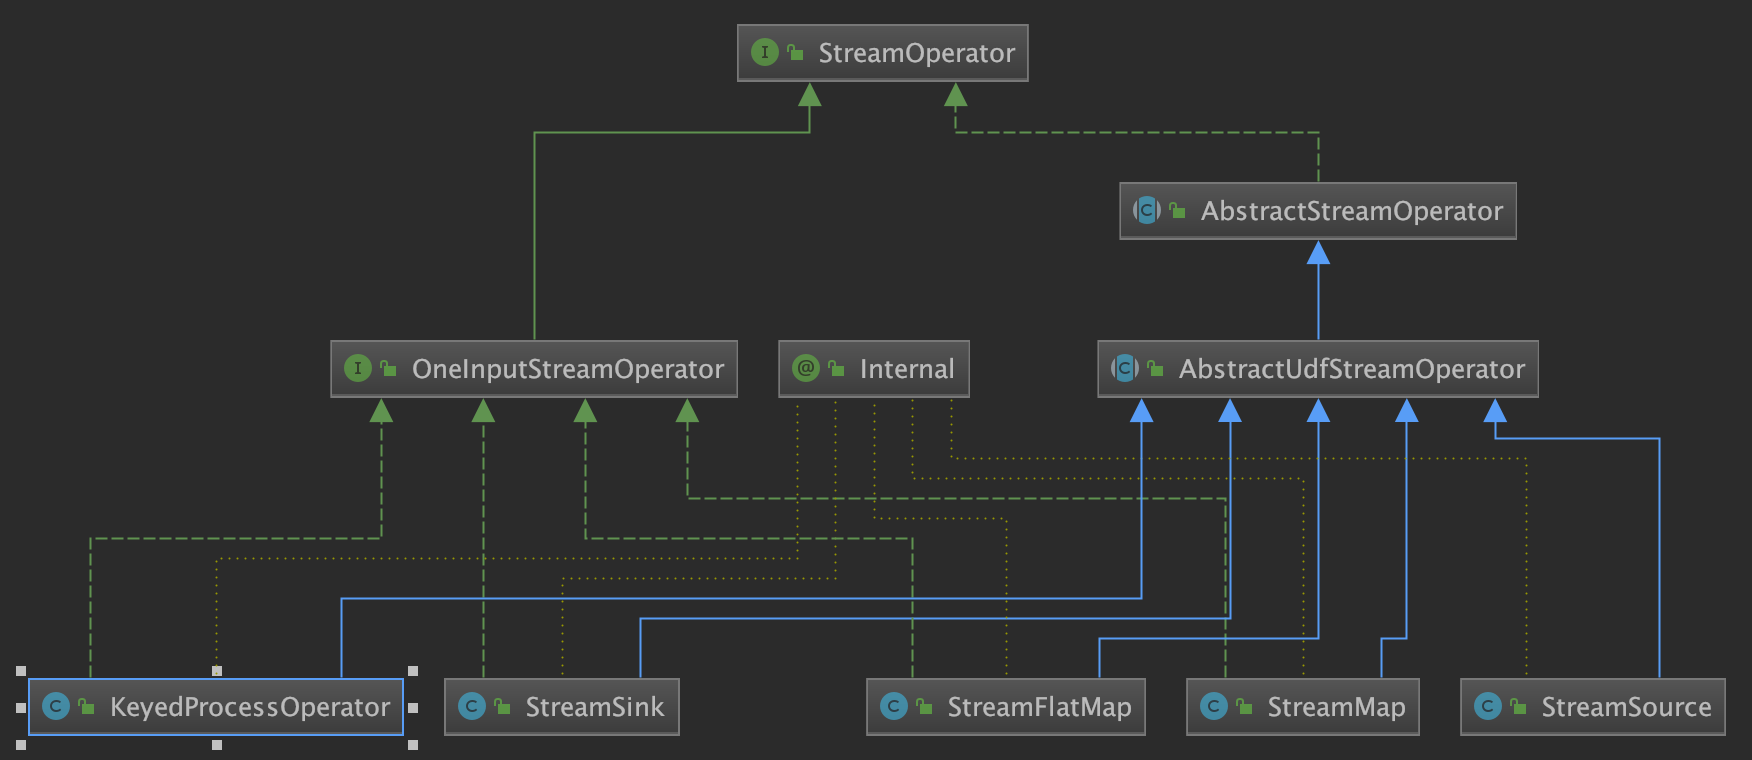 I StreamOperator
C AbstractStreamOperator
I OneInputStreamOperator
@ Internal
C AbstractUdfStreamOperator
C KeyedProcessOperator
C StreamSink
C StreamFlatMap
C StreamMap
C StreamSource